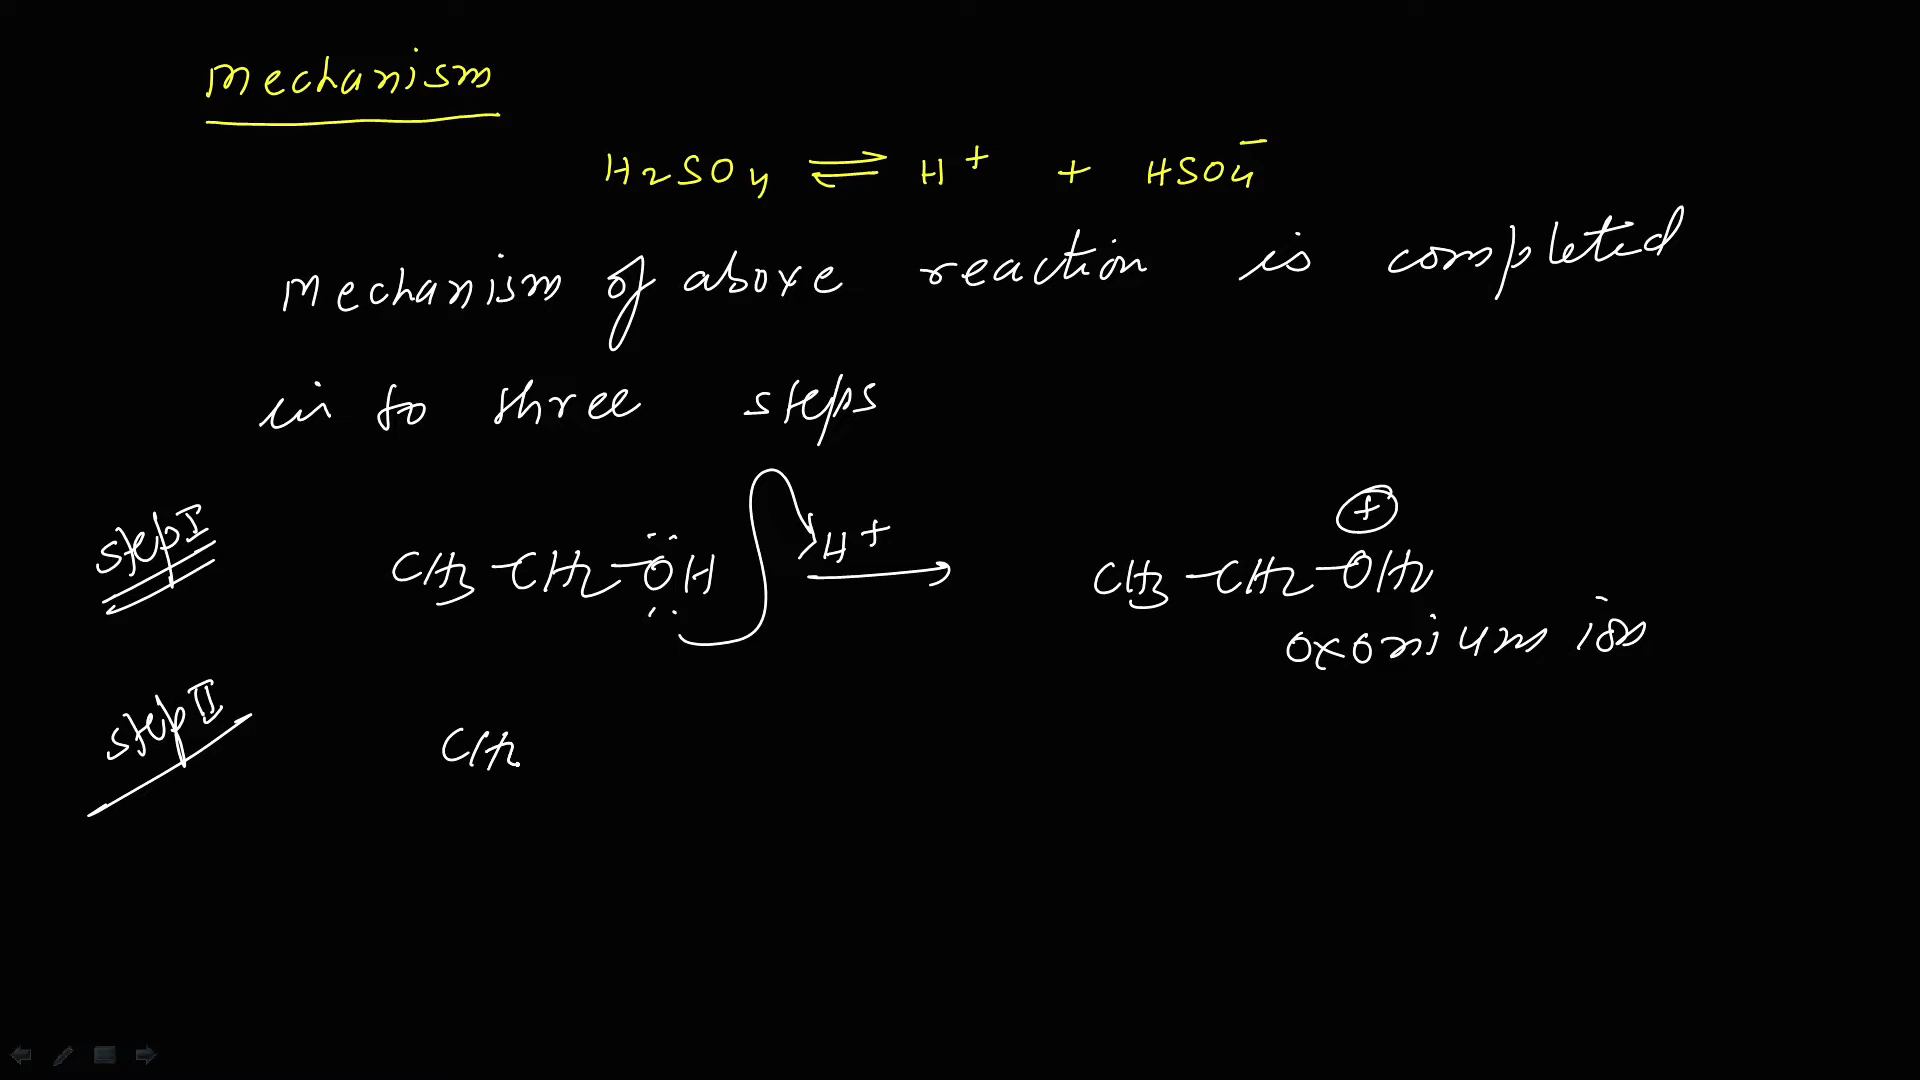 Mechanism
H2SO4 ⇌ H+ + HSO4-
Mechanism of above reaction is completed
in to three steps
Step I CH3-CH2-ÖH H+ → CH3-CH2-OH2 +
oxonium ion
Step II CH